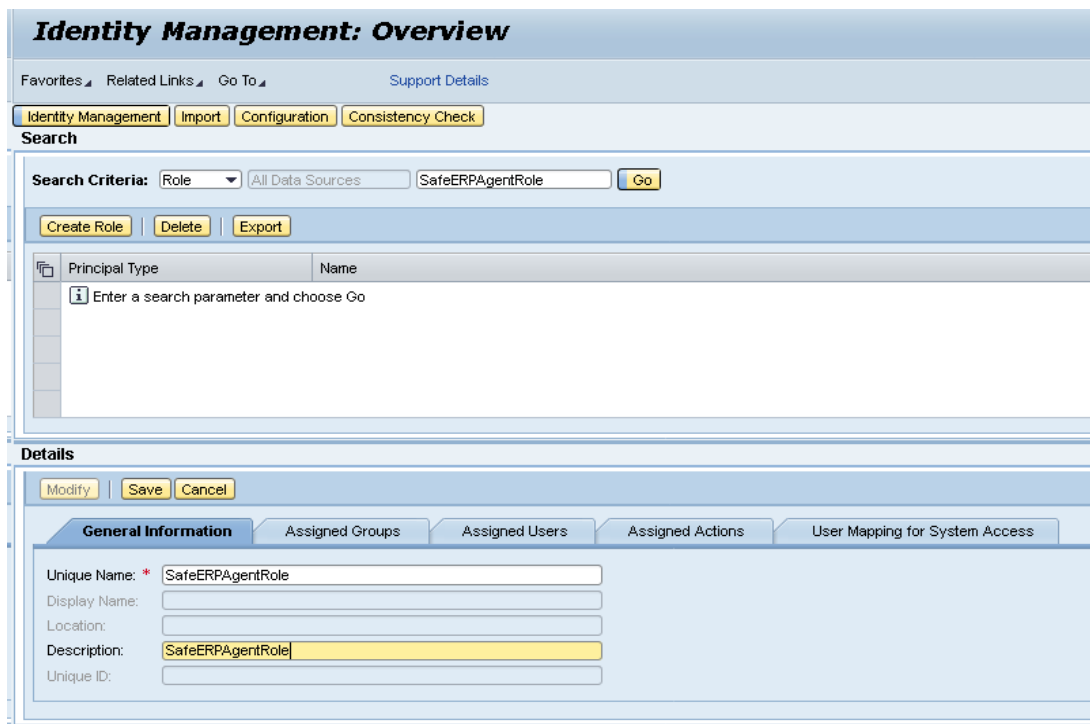 Identity Management: Overview
Favorites Related Links Go To Support Details
Identity Management Import Configuration Consistency Check
Search
Search Criteria: Role All Data Sources SafeERPAgentRole Go
Create Role Delete Export
Principal Type Name
Enter a search parameter and choose Go
Details
Modify Save Cancel
General Information Assigned Groups Assigned Users Assigned Actions User Mapping for System Access
Unique Name: * SafeERPAgentRole
Display Name:
Location:
Description: SafeERPAgentRole
Unique ID: